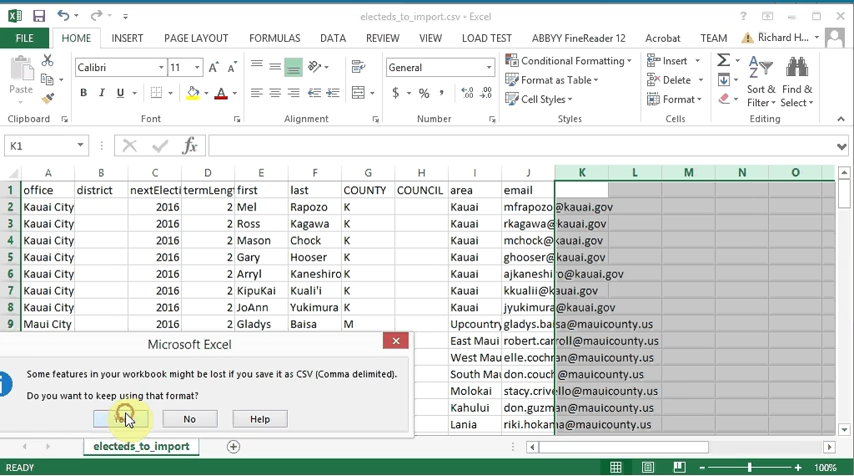 electeds_to_import.csv - Excel
FILE HOME INSERT PAGE LAYOUT FORMULAS DATA REVIEW VIEW LOAD TEST ABBYY FineReader 12 Acrobat TEAM Richard H...
Paste
Calibri 11
B I U
General
$ % ,
Conditional Formatting
Format as Table
Cell Styles
Insert
Delete
Format
Sort & Filter
Find & Select
Clipboard Font Alignment Number Styles Cells Editing
K1
A B C D E F G H I J K L M N O
1 office district nextElecti termLengt first last COUNTY COUNCIL area email
2 Kauai City 2016 2 Mel Rapozo K Kauai mfrapozo@kauai.gov
3 Kauai City 2016 2 Ross Kagawa K Kauai rkagawa@kauai.gov
4 Kauai City 2016 2 Mason Chock K Kauai mchock@kauai.gov
5 Kauai City 2016 2 Gary Hooser K Kauai ghooser@kauai.gov
6 Kauai City 2016 2 Arryl Kaneshiro K Kauai ajkaneshiro@kauai.gov
7 Kauai City 2016 2 KipuKai Kuali'i K Kauai kkualii@kauai.gov
8 Kauai City 2016 2 JoAnn Yukimura K Kauai jyukimura@kauai.gov
9 Maui City 2016 2 Gladys Baisa M Upcountry gladys.baisa@mauicounty.us
East Maui robert.carroll@mauicounty.us
West Mau elle.cochran@mauicounty.us
South Mau don.couch@mauicounty.us
Molokai stacy.crivello@mauicounty.us
Kahului don.guzman@mauicounty.us
Lania riki.hokama@mauicounty.us
Microsoft Excel
Some features in your workbook might be lost if you save it as CSV (Comma delimited).
Do you want to keep using that format?
No Help
electeds_to_import
READY 100%